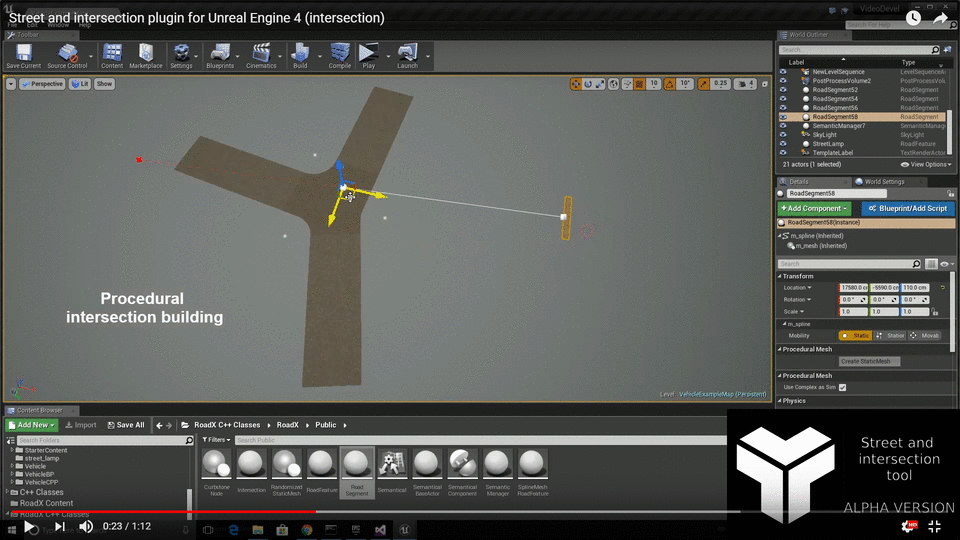 Street and intersection plugin for Unreal Engine 4 (intersection)
Toolbar
Save Current
Source Control
Content
Marketplace
Settings
Blueprints
Cinematics
Build
Compile
Play
Launch
Perspective
Lit
Show
10
10°
0.25
4
World Outliner
Search...
Label
Type
NewLevelSequence
PostProcessVolume2
RoadSegment52
RoadSegment
RoadSegment54
RoadSegment
RoadSegment56
RoadSegment
RoadSegment58
RoadSegment
SemanticManager7
SkyLight
SkyLight
StreetLamp
RoadFeature
TemplateLabel
21 actors (1 selected)
View Options
Details
World Settings
RoadSegment58
Add Component
Blueprint/Add Script
RoadSegment58(Instance)
m_spline (Inherited)
m_mesh (Inherited)
Search
Transform
Location
17580.0 cm
-5590.0 cm
110.0 cm
Rotation
0.0°
0.0°
0.0°
Scale
1.0
1.0
1.0
m_spline
Mobility
Static
Procedural Mesh
Create StaticMesh
Procedural Mesh
Use Complex as Sim
Physics
Procedural
intersection building
Level: VehicleExampleMap (Persistent)
Content Browser
Add New
Import
Save All
RoadX C++ Classes
RoadX
Public
Search Folders
Filters
Search Public
StarterContent
street_lamp
Vehicle
VehicleBP
VehicleCPP
C++ Classes
RoadX Content
RoadX C++ Classes
Curbstone
Node
Intersection
Randomized
StaticMesh
RoadFeature
Road
Segment
Semantical
Semantical
BaseActor
Semantical
Component
Semantic
Manager
SplineMesh
RoadFeature
Street and
intersection
tool
ALPHA VERSION
0:23 / 1:12
HD